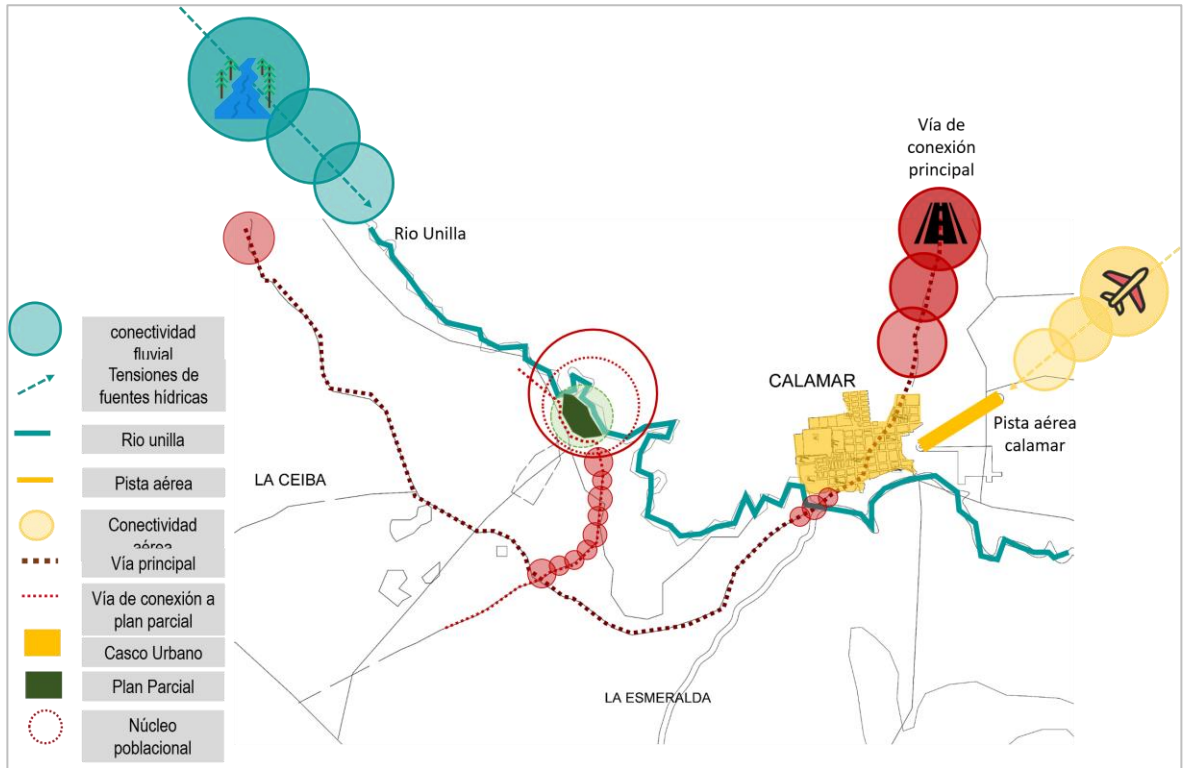 Vía de
conexión
principal
Rio Unilla
CALAMAR
Pista aérea
calamar
LA CEIBA
LA ESMERALDA
conectividad
fluvial
Tensiones de
fuentes hídricas
Rio unilla
Pista aérea
Conectividad
aérea
Vía principal
Vía de conexión a
plan parcial
Casco Urbano
Plan Parcial
Núcleo
poblacional